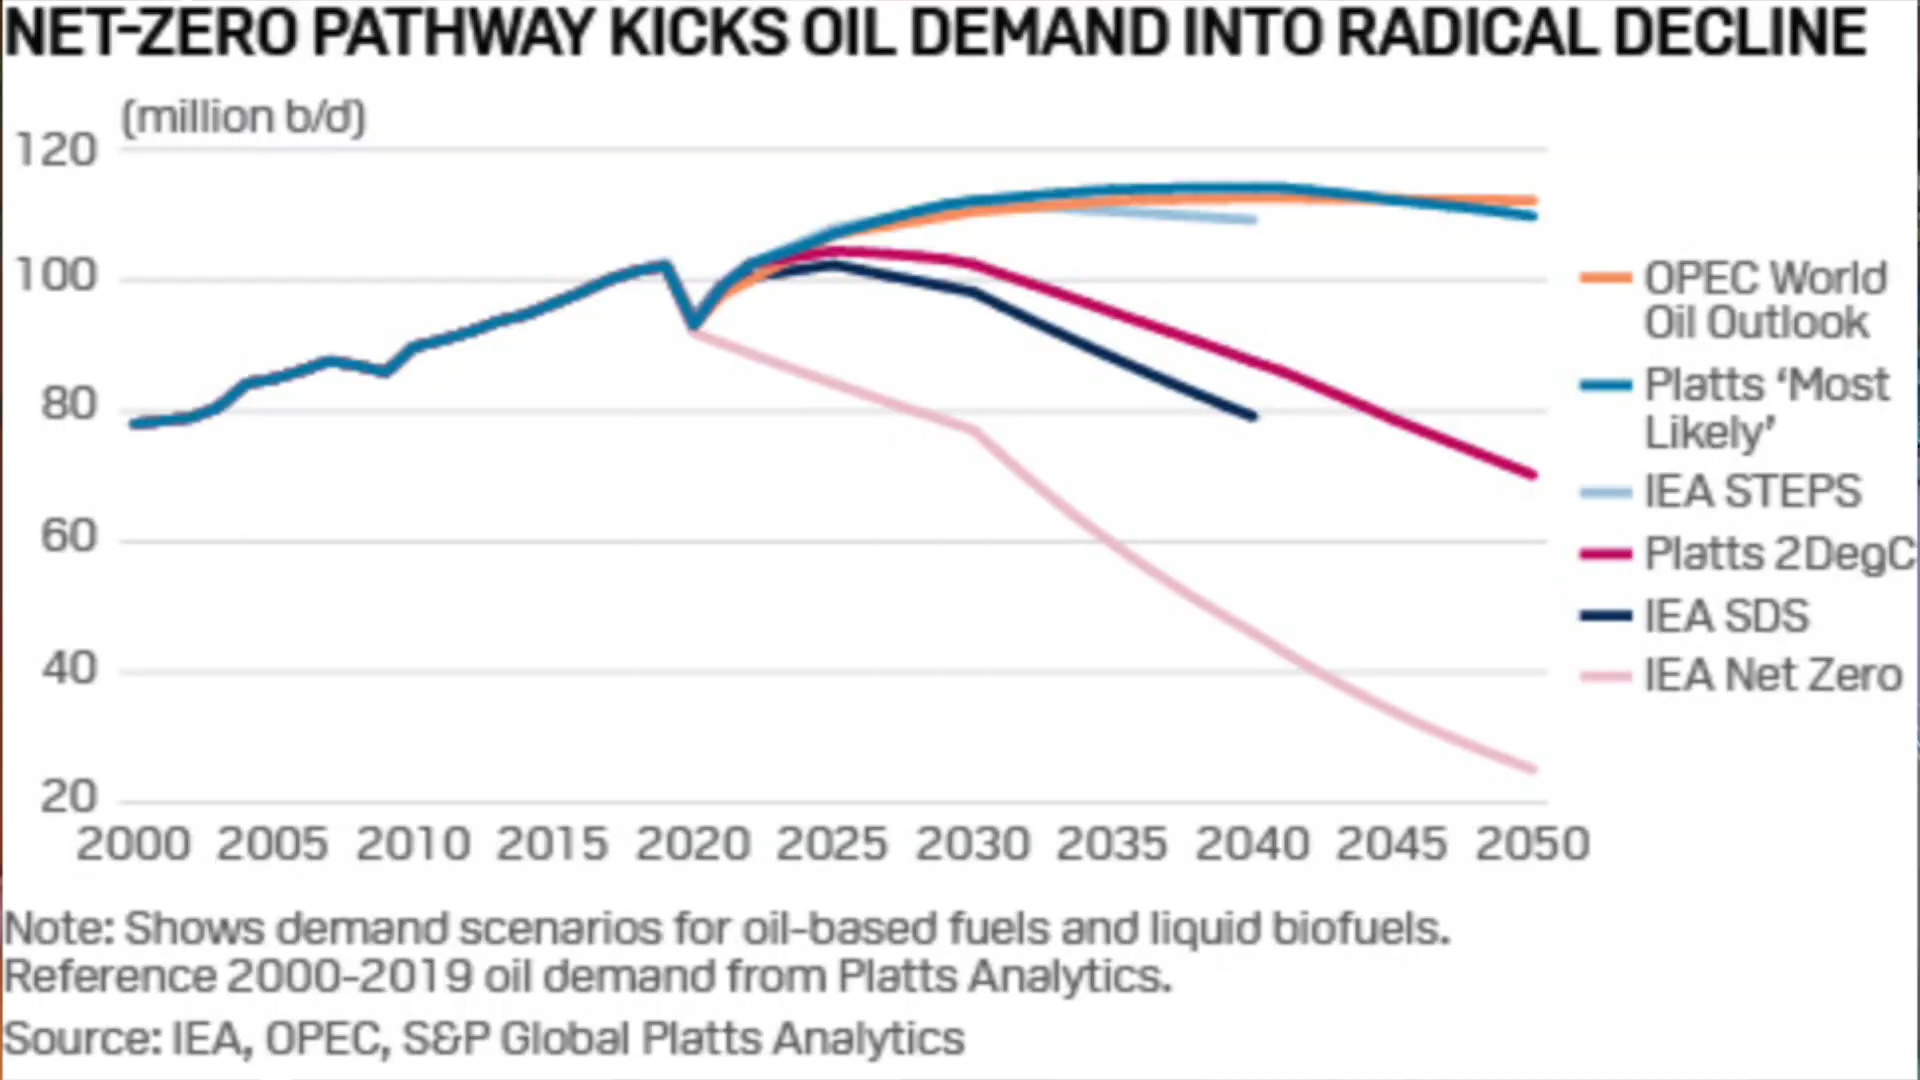 NET-ZERO PATHWAY KICKS OIL DEMAND INTO RADICAL DECLINE
(million b/d)
120
100
80
60
40
20
2000 2005 2010 2015 2020 2025 2030 2035 2040 2045 2050
OPEC World
Oil Outlook
Platts ‘Most
Likely’
IEA STEPS
Platts 2DegC
IEA SDS
IEA Net Zero
Note: Shows demand scenarios for oil-based fuels and liquid biofuels.
Reference 2000-2019 oil demand from Platts Analytics.
Source: IEA, OPEC, S&P Global Platts Analytics